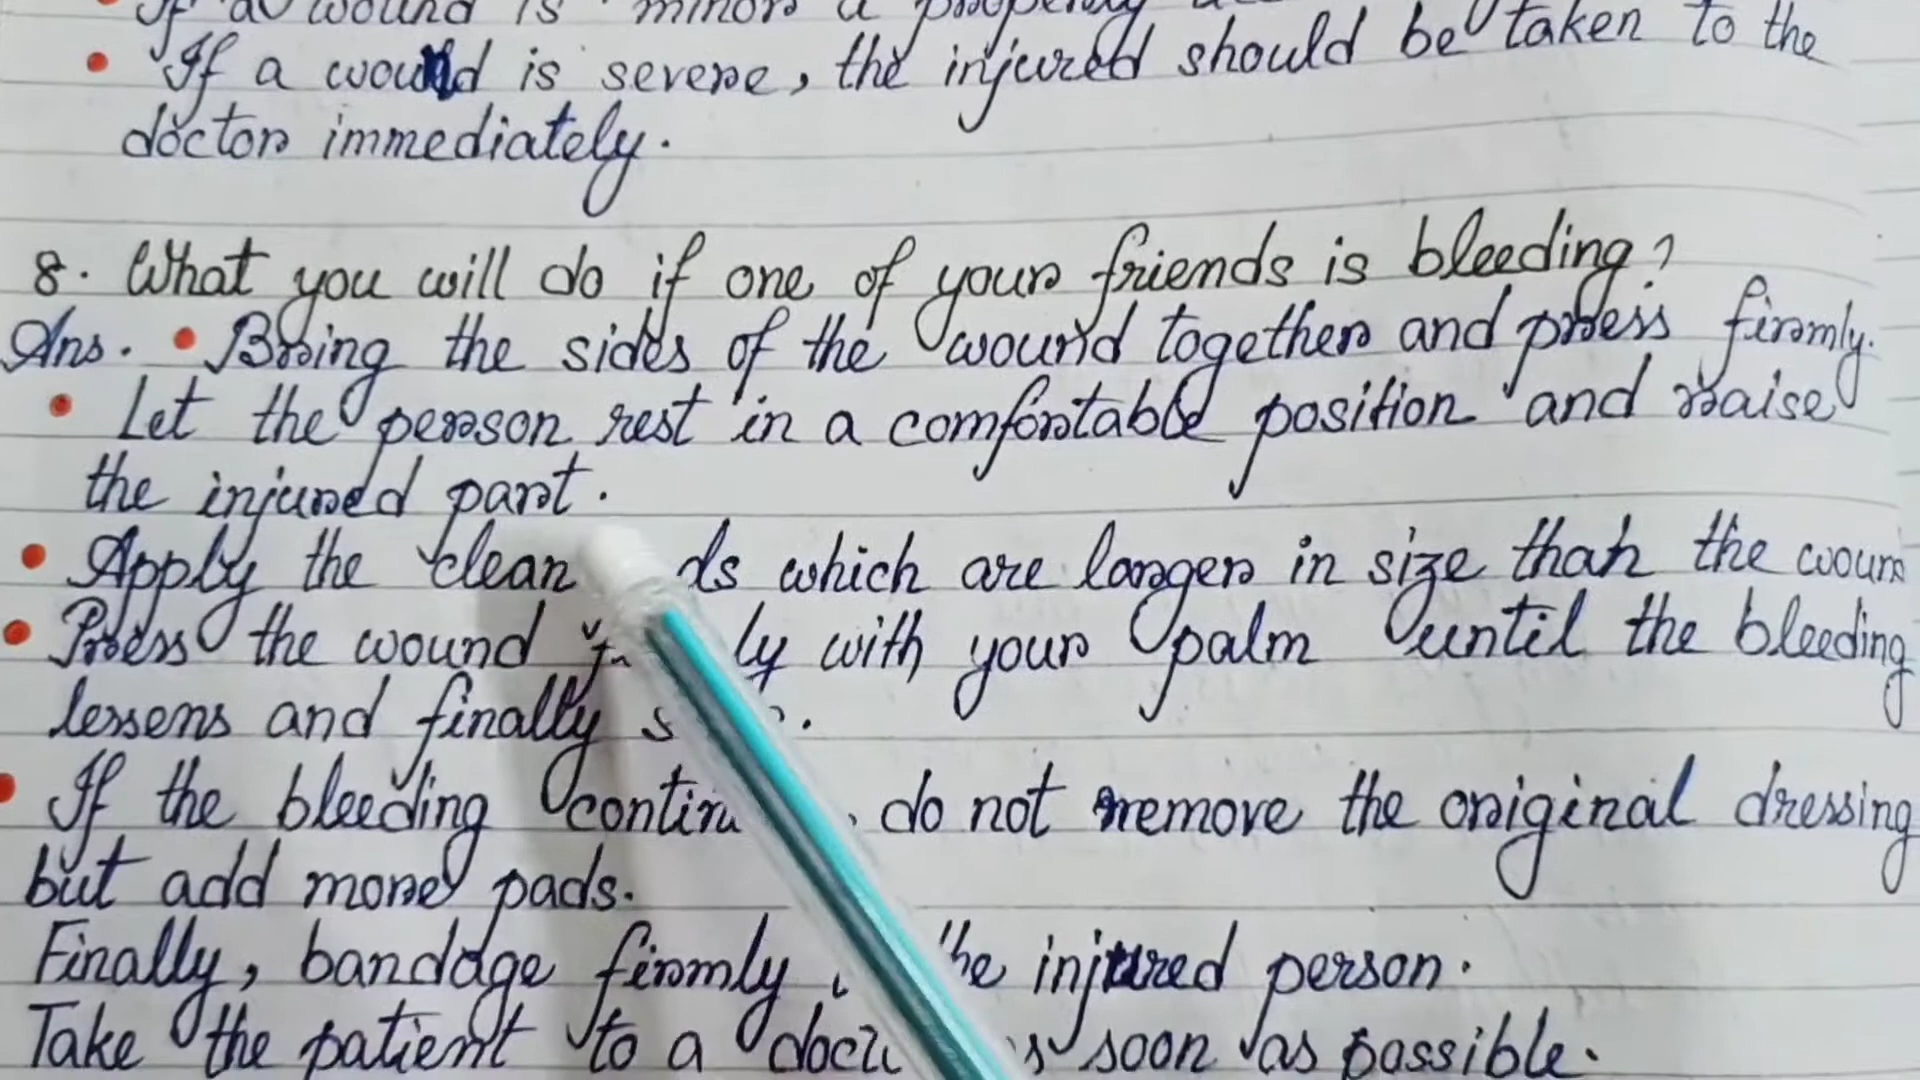 If a wound is minor a properly
• If a wound is severe, the injured should be taken to the
doctor immediately.
8. What you will do if one of your friends is bleeding?
Ans. • Bring the sides of the wound together and press firmly.
• Let the person rest in a comfortable position and raise
the injured part.
• Apply the clean which are larger in size than the
• Press the wound with your palm until the bleeding
lessens and finally
• If the bleeding do not remove the original dressing
but add more pads.
Finally, bandage firmly the injured person.
Take the patient to a soon as possible.